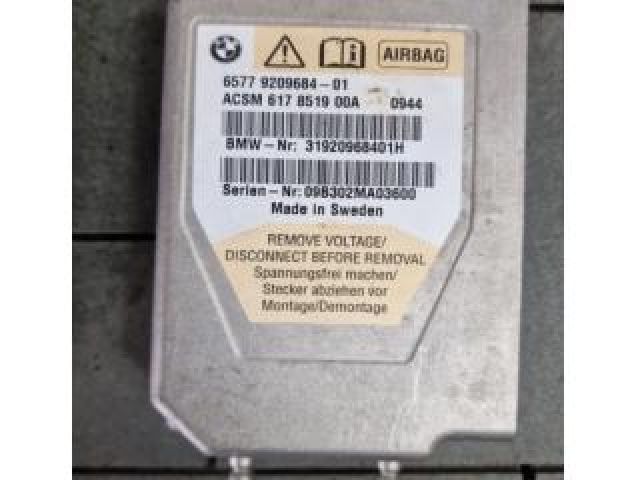 BMW
AIRBAG
6577 9209684-01
ACSM 617 8519 00A 0944
BMW-Nr: 31920968401H
Serien-Nr: 09B302MA03600
Made in Sweden
REMOVE VOLTAGE/
DISCONNECT BEFORE REMOVAL
Spannungsfrei machen/
Stecker abziehen vor
Montage/Demontage